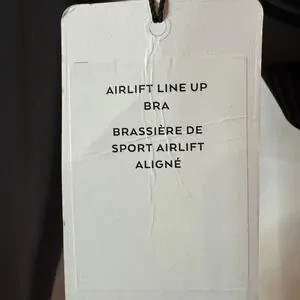 AIRLIFT LINE UP
BRA
BRASSIÈRE DE
SPORT AIRLIFT
ALIGNÉ